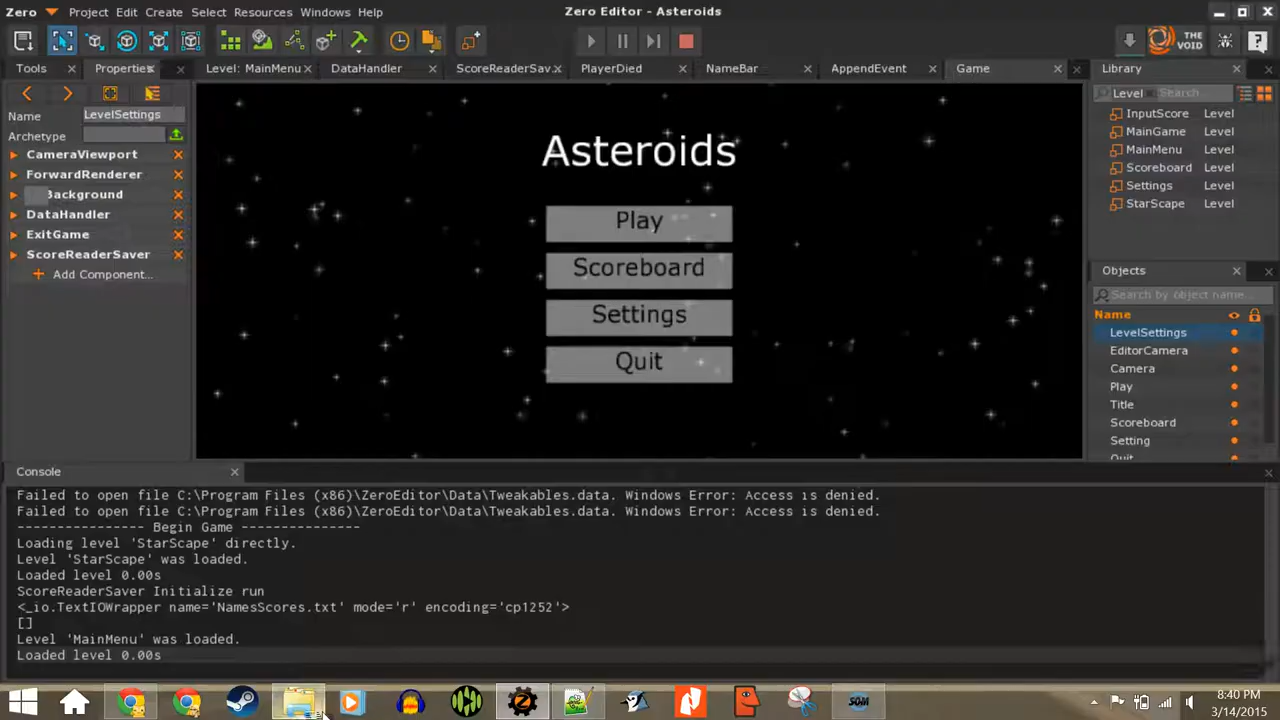 Zero
Project Edit Create Select Resources Windows Help
Zero Editor - Asteroids
THE VOID
Tools
Properties
Level: MainMenu
DataHandler
ScoreReaderSav.
PlayerDied
NameBar
AppendEvent
Game
Library
Name
LevelSettings
Archetype
CameraViewport
ForwardRenderer
Background
DataHandler
ExitGame
ScoreReaderSaver
Add Component...
Asteroids
Play
Scoreboard
Settings
Quit
Level Search...
InputScore Level
MainGame Level
MainMenu Level
Scoreboard Level
Settings Level
StarScape Level
Objects
Search by object name...
Name
LevelSettings
EditorCamera
Camera
Play
Title
Scoreboard
Setting
Quit
Console
Failed to open file C:\Program Files (x86)\ZeroEditor\Data\Tweakables.data. Windows Error: Access is denied.
Failed to open file C:\Program Files (x86)\ZeroEditor\Data\Tweakables.data. Windows Error: Access is denied.
--------------- Begin Game ---------------
Loading level 'StarScape' directly.
Level 'StarScape' was loaded.
Loaded level 0.00s
ScoreReaderSaver Initialize run
<_io.TextIOWrapper name='NamesScores.txt' mode='r' encoding='cp1252'>
[]
Level 'MainMenu' was loaded.
Loaded level 0.00s
SOM
8:40 PM
3/14/2015